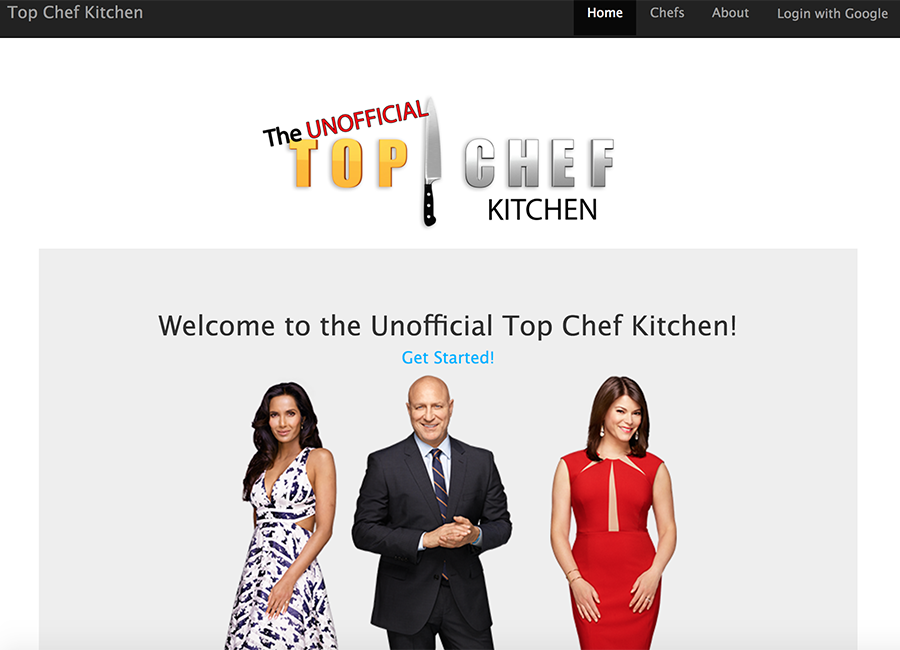 Top Chef Kitchen
Home Chefs About Login with Google
The UNOFFICIAL
TOP CHEF
KITCHEN
Welcome to the Unofficial Top Chef Kitchen!
Get Started!